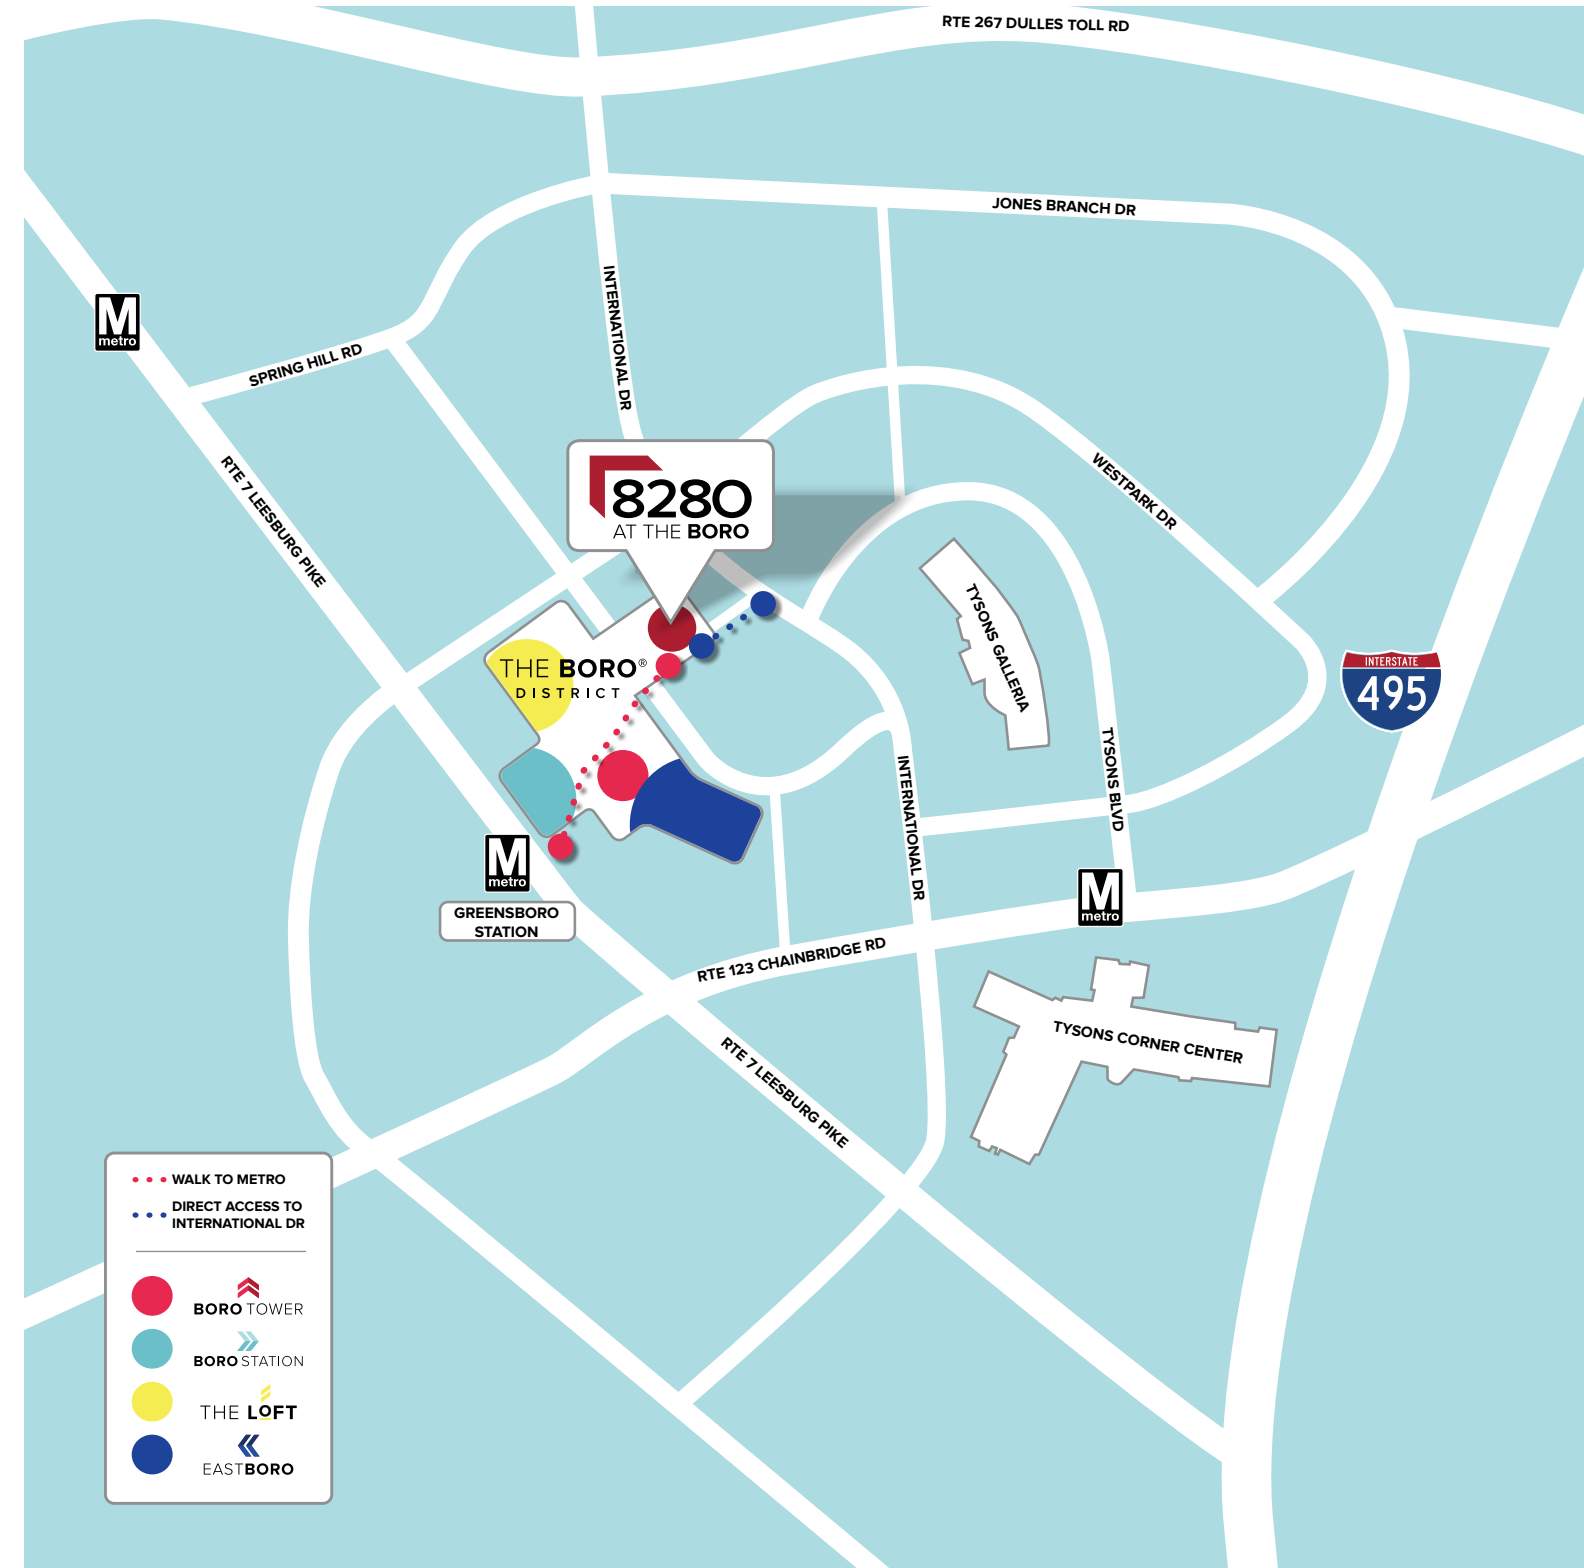 RTE 267 DULLES TOLL RD
JONES BRANCH DR
INTERNATIONAL DR
M
metro
SPRING HILL RD
RTE 7 LEESBURG PIKE
WESTPARK DR
8280
AT THE BORO
TYSONS GALLERIA
THE BORO®
DISTRICT
INTERSTATE
495
TYSONS BLVD
INTERNATIONAL DR
M
metro
GREENSBORO
STATION
M
metro
RTE 123 CHAINBRIDGE RD
TYSONS CORNER CENTER
RTE 7 LEESBURG PIKE
WALK TO METRO
DIRECT ACCESS TO
INTERNATIONAL DR
BORO TOWER
BORO STATION
THE LOFT
EASTBORO